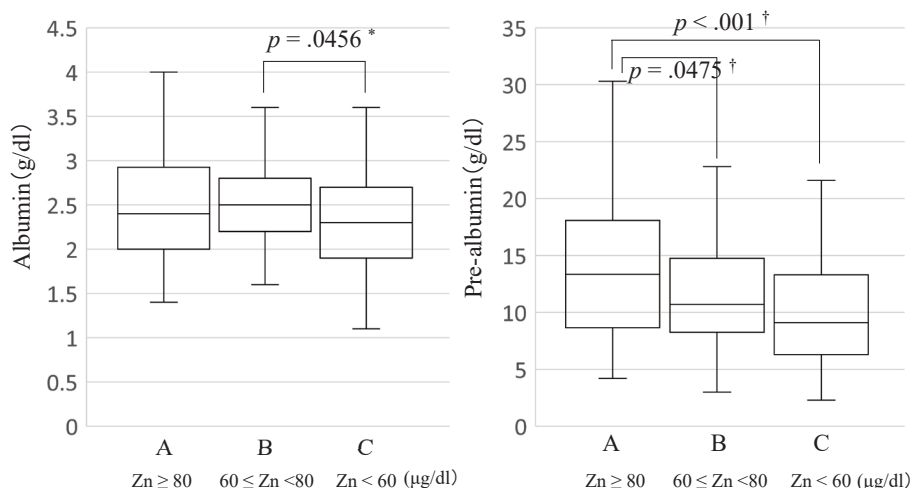 Albumin (g/dl)
4.5
4
3.5
3
2.5
2
1.5
1
0.5
0
p = .0456 *
A B C
Zn ≥ 80 60 ≤ Zn <80 Zn < 60 (μg/dl)
Pre-albumin (g/dl)
35
30
25
20
15
10
5
0
p < .001 †
p = .0475 †
A B C
Zn ≥ 80 60 ≤ Zn <80 Zn < 60 (μg/dl)